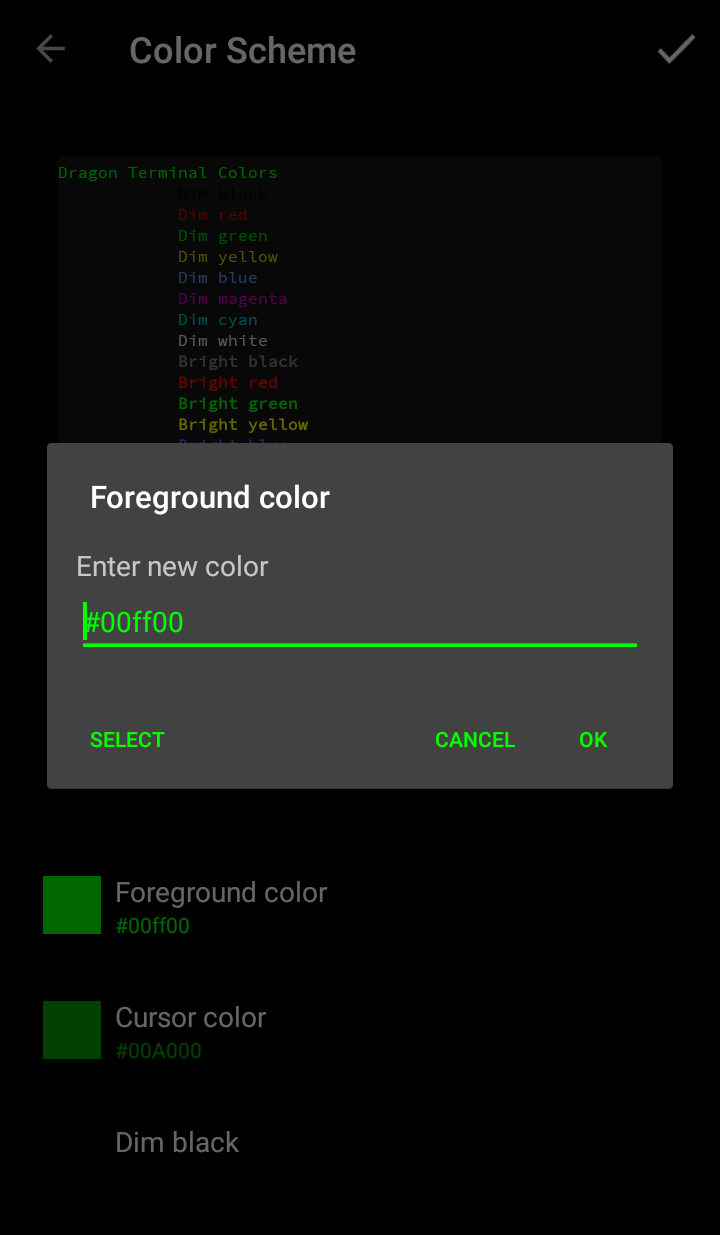 Color Scheme
Dragon Terminal Colors
Dim black
Dim red
Dim green
Dim yellow
Dim blue
Dim magenta
Dim cyan
Dim white
Bright black
Bright red
Bright green
Bright yellow
Bright blue
Foreground color
Enter new color
#00ff00
SELECT CANCEL OK
Foreground color
#00ff00
Cursor color
#00A000
Dim black